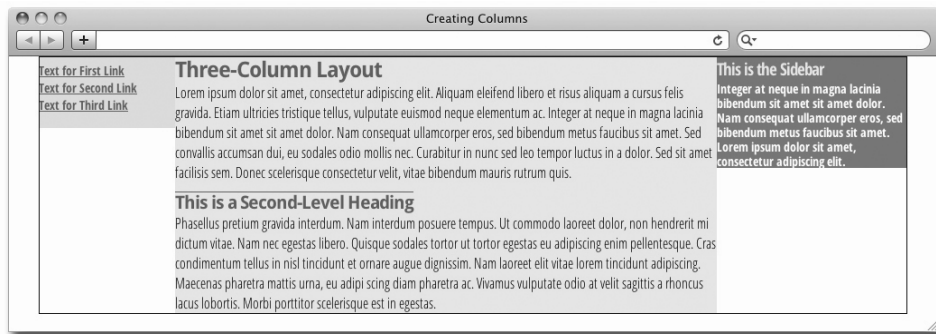 Creating Columns
Text for First Link
Text for Second Link
Text for Third Link
Three-Column Layout
Lorem ipsum dolor sit amet, consectetur adipiscing elit. Aliquam eleifend libero et risus aliquam a cursus felis
gravida. Etiam ultricies tristique tellus, vulputate euismod neque elementum ac. Integer at neque in magna lacinia
bibendum sit amet sit amet dolor. Nam consequat ullamcorper eros, sed bibendum metus faucibus sit amet. Sed
convallis accumsan dui, eu sodales odio mollis nec. Curabitur in nunc sed leo tempor luctus in a dolor. Sed sit amet
facilisis sem. Donec scelerisque consectetur velit, vitae bibendum mauris rutrum quis.
This is a Second-Level Heading
Phasellus pretium gravida interdum. Nam interdum posuere tempus. Ut commodo laoreet dolor, non hendrerit mi
dictum vitae. Nam nec egestas libero. Quisque sodales tortor ut tortor egestas eu adipiscing enim pellentesque. Cras
condimentum tellus in nisl tincidunt et ornare augue dignissim. Nam laoreet elit vitae lorem tincidunt adipiscing.
Maecenas pharetra mattis urna, eu adipi scing diam pharetra ac. Vivamus vulputate odio at velit sagittis a rhoncus
lacus lobortis. Morbi porttitor scelerisque est in egestas.
This is the Sidebar
Integer at neque in magna lacinia
bibendum sit amet sit amet dolor.
Nam consequat ullamcorper eros, sed
bibendum metus faucibus sit amet.
Lorem ipsum dolor sit amet,
consectetur adipiscing elit.